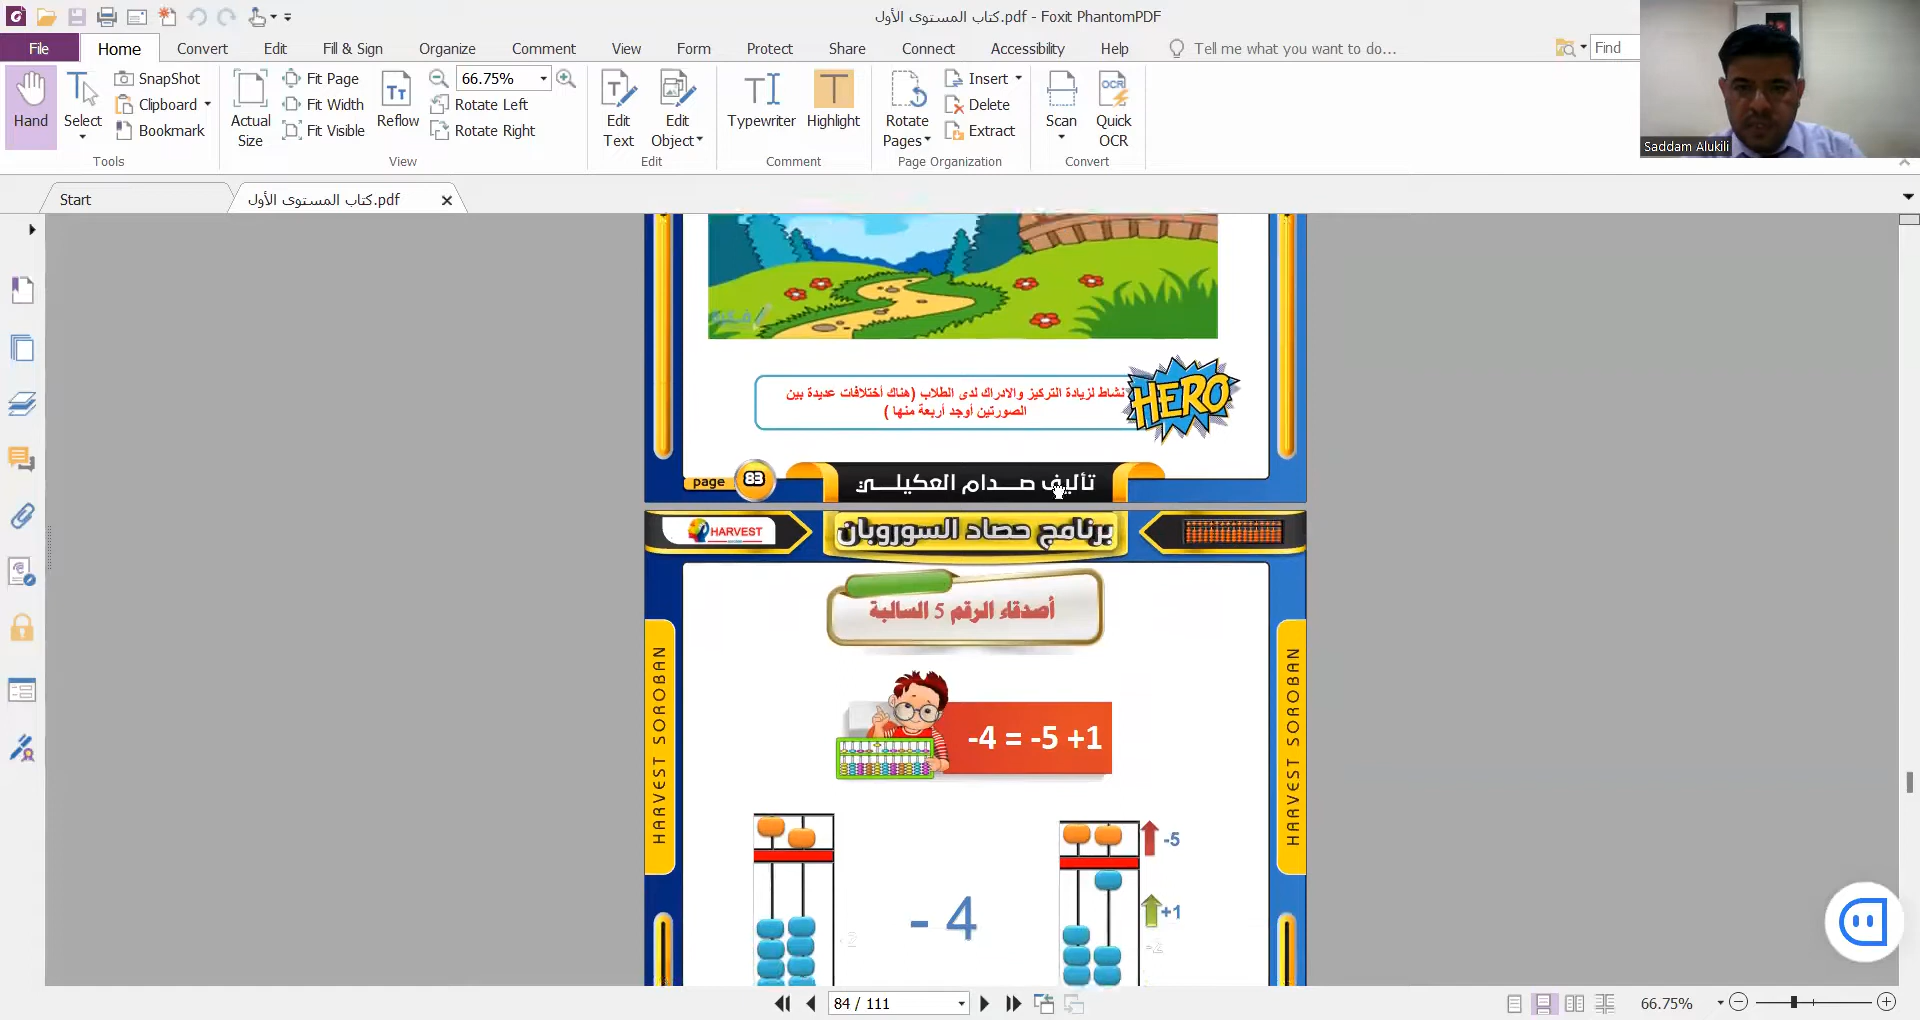 كتاب المستوى الأول.pdf - Foxit PhantomPDF
File Home Convert Edit Fill & Sign Organize Comment View Form Protect Share Connect Accessibility Help Tell me what you want to do... Find
Hand
Select
SnapShot
Clipboard
Bookmark
Tools
Actual Size
Fit Page
Fit Width
Fit Visible
Reflow
66.75%
Rotate Left
Rotate Right
View
Edit Text
Edit Object
Edit
Typewriter
Highlight
Comment
Rotate Pages
Insert
Delete
Extract
Page Organization
Scan
Quick OCR
Convert
Saddam Alukili
Start
كتاب المستوى الأول.pdf
نشاط لزيادة التركيز والادراك لدى الطلاب (هناك أختلافات عديدة بين
الصورتين أوجد أربعة منها )
HERO
page 83
تأليف صدام العكيلي
HARVEST
برنامج حصاد السوروبان
أصدقاء الرقم 5 السالبة
HARVEST SOROBAN
HARVEST SOROBAN
-4 = -5 +1
-5
- 4
+1
-2
-2
84 / 111
66.75%